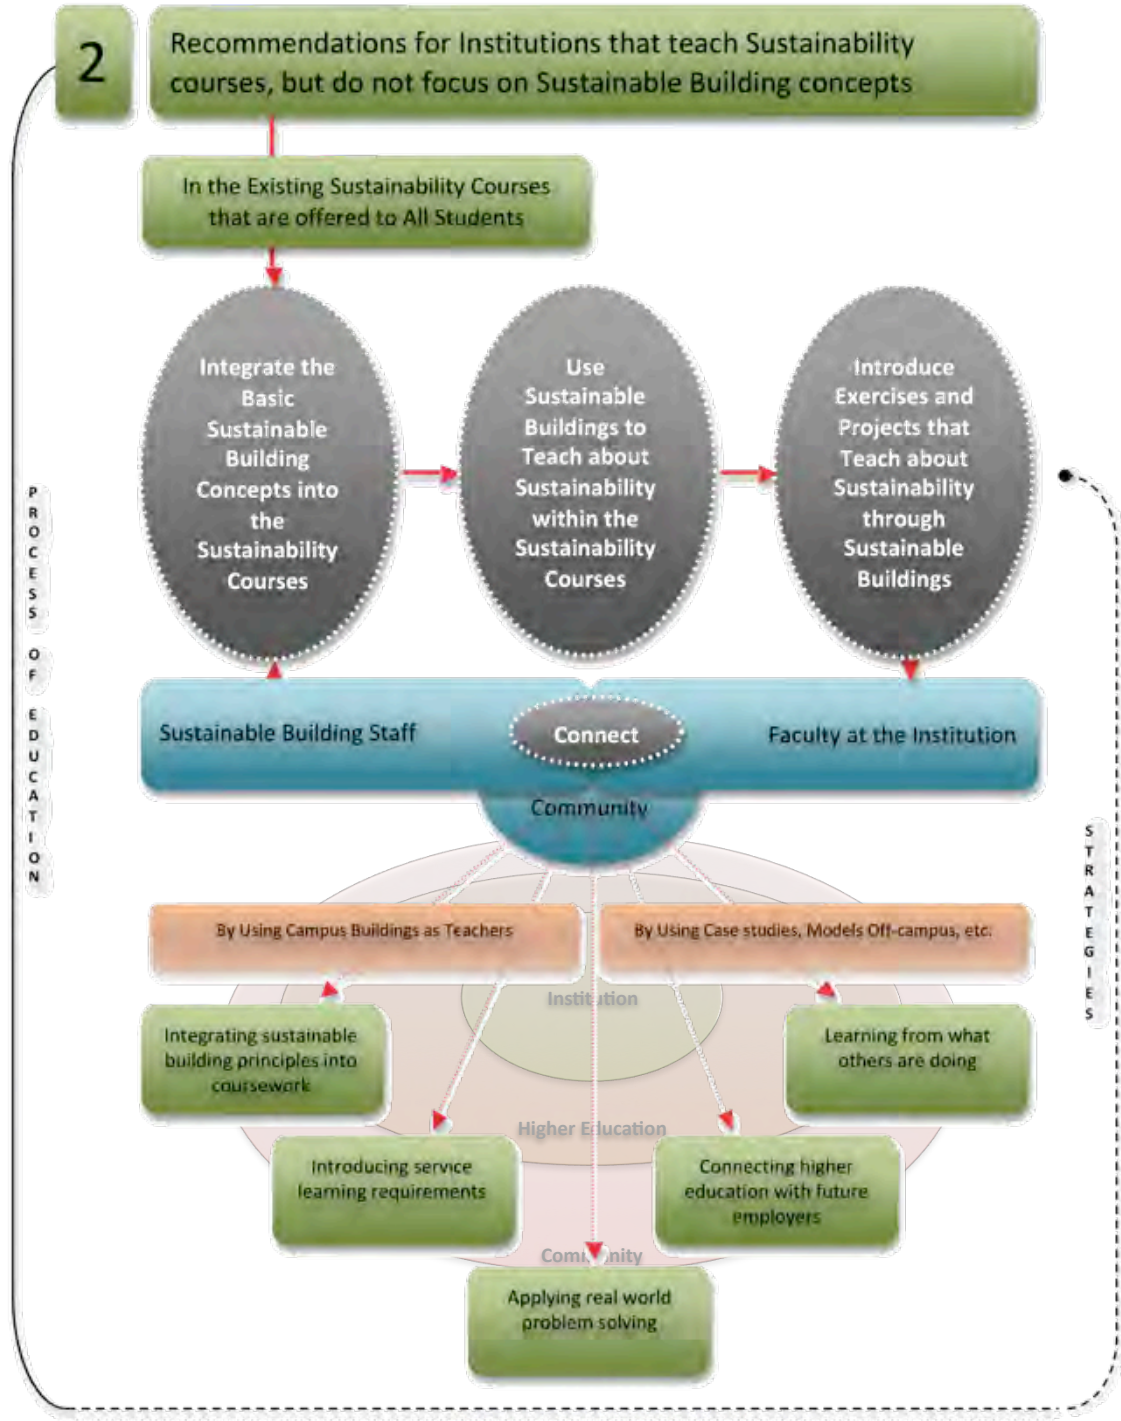 2
Recommendations for Institutions that teach Sustainability
courses, but do not focus on Sustainable Building concepts
In the Existing Sustainability Courses
that are offered to All Students
Integrate the
Basic
Sustainable
Building
Concepts into
the
Sustainability
Courses
Use
Sustainable
Buildings to
Teach about
Sustainability
within the
Sustainability
Courses
Introduce
Exercises and
Projects that
Teach about
Sustainability
through
Sustainable
Buildings
PROCESS OF EDUCATION
Sustainable Building Staff
Connect
Faculty at the Institution
Community
STRATEGIES
By Using Campus Buildings as Teachers
By Using Case studies, Models Off-campus, etc.
Institution
Integrating sustainable
building principles into
coursework
Learning from what
others are doing
Higher Education
Introducing service
learning requirements
Connecting higher
education with future
employers
Community
Applying real world
problem solving